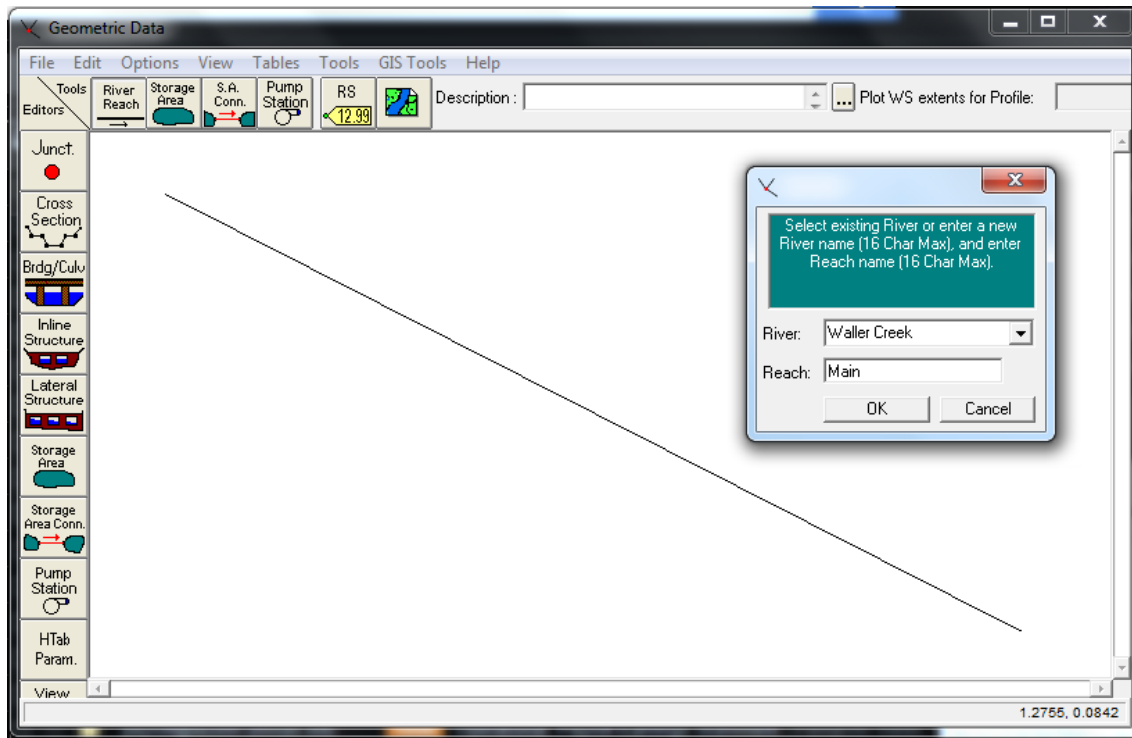 Geometric Data
File Edit Options View Tables Tools GIS Tools Help
Tools
Editors
River
Reach
Storage
Area
S.A.
Conn.
Pump
Station
RS
12.99
Description :
...
Plot WS extents for Profile:
Junct.
Cross
Section
Brdg/Culv
Inline
Structure
Lateral
Structure
Storage
Area
Storage
Area Conn.
Pump
Station
HTab
Param.
View
Select existing River or enter a new
River name (16 Char Max), and enter
Reach name (16 Char Max).
River: Waller Creek
Reach: Main
OK Cancel
1.2755, 0.0842